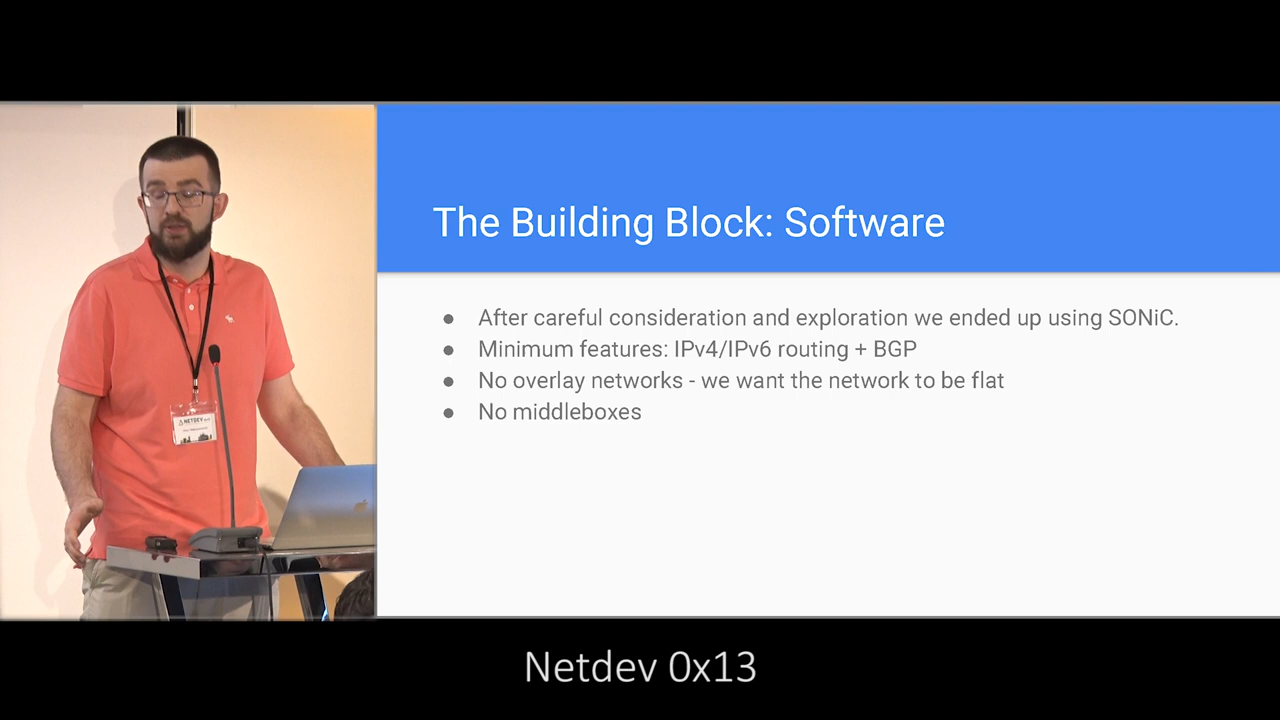 The Building Block: Software
● After careful consideration and exploration we ended up using SONiC.
● Minimum features: IPv4/IPv6 routing + BGP
● No overlay networks - we want the network to be flat
● No middleboxes
NETDEV
Netdev 0x13